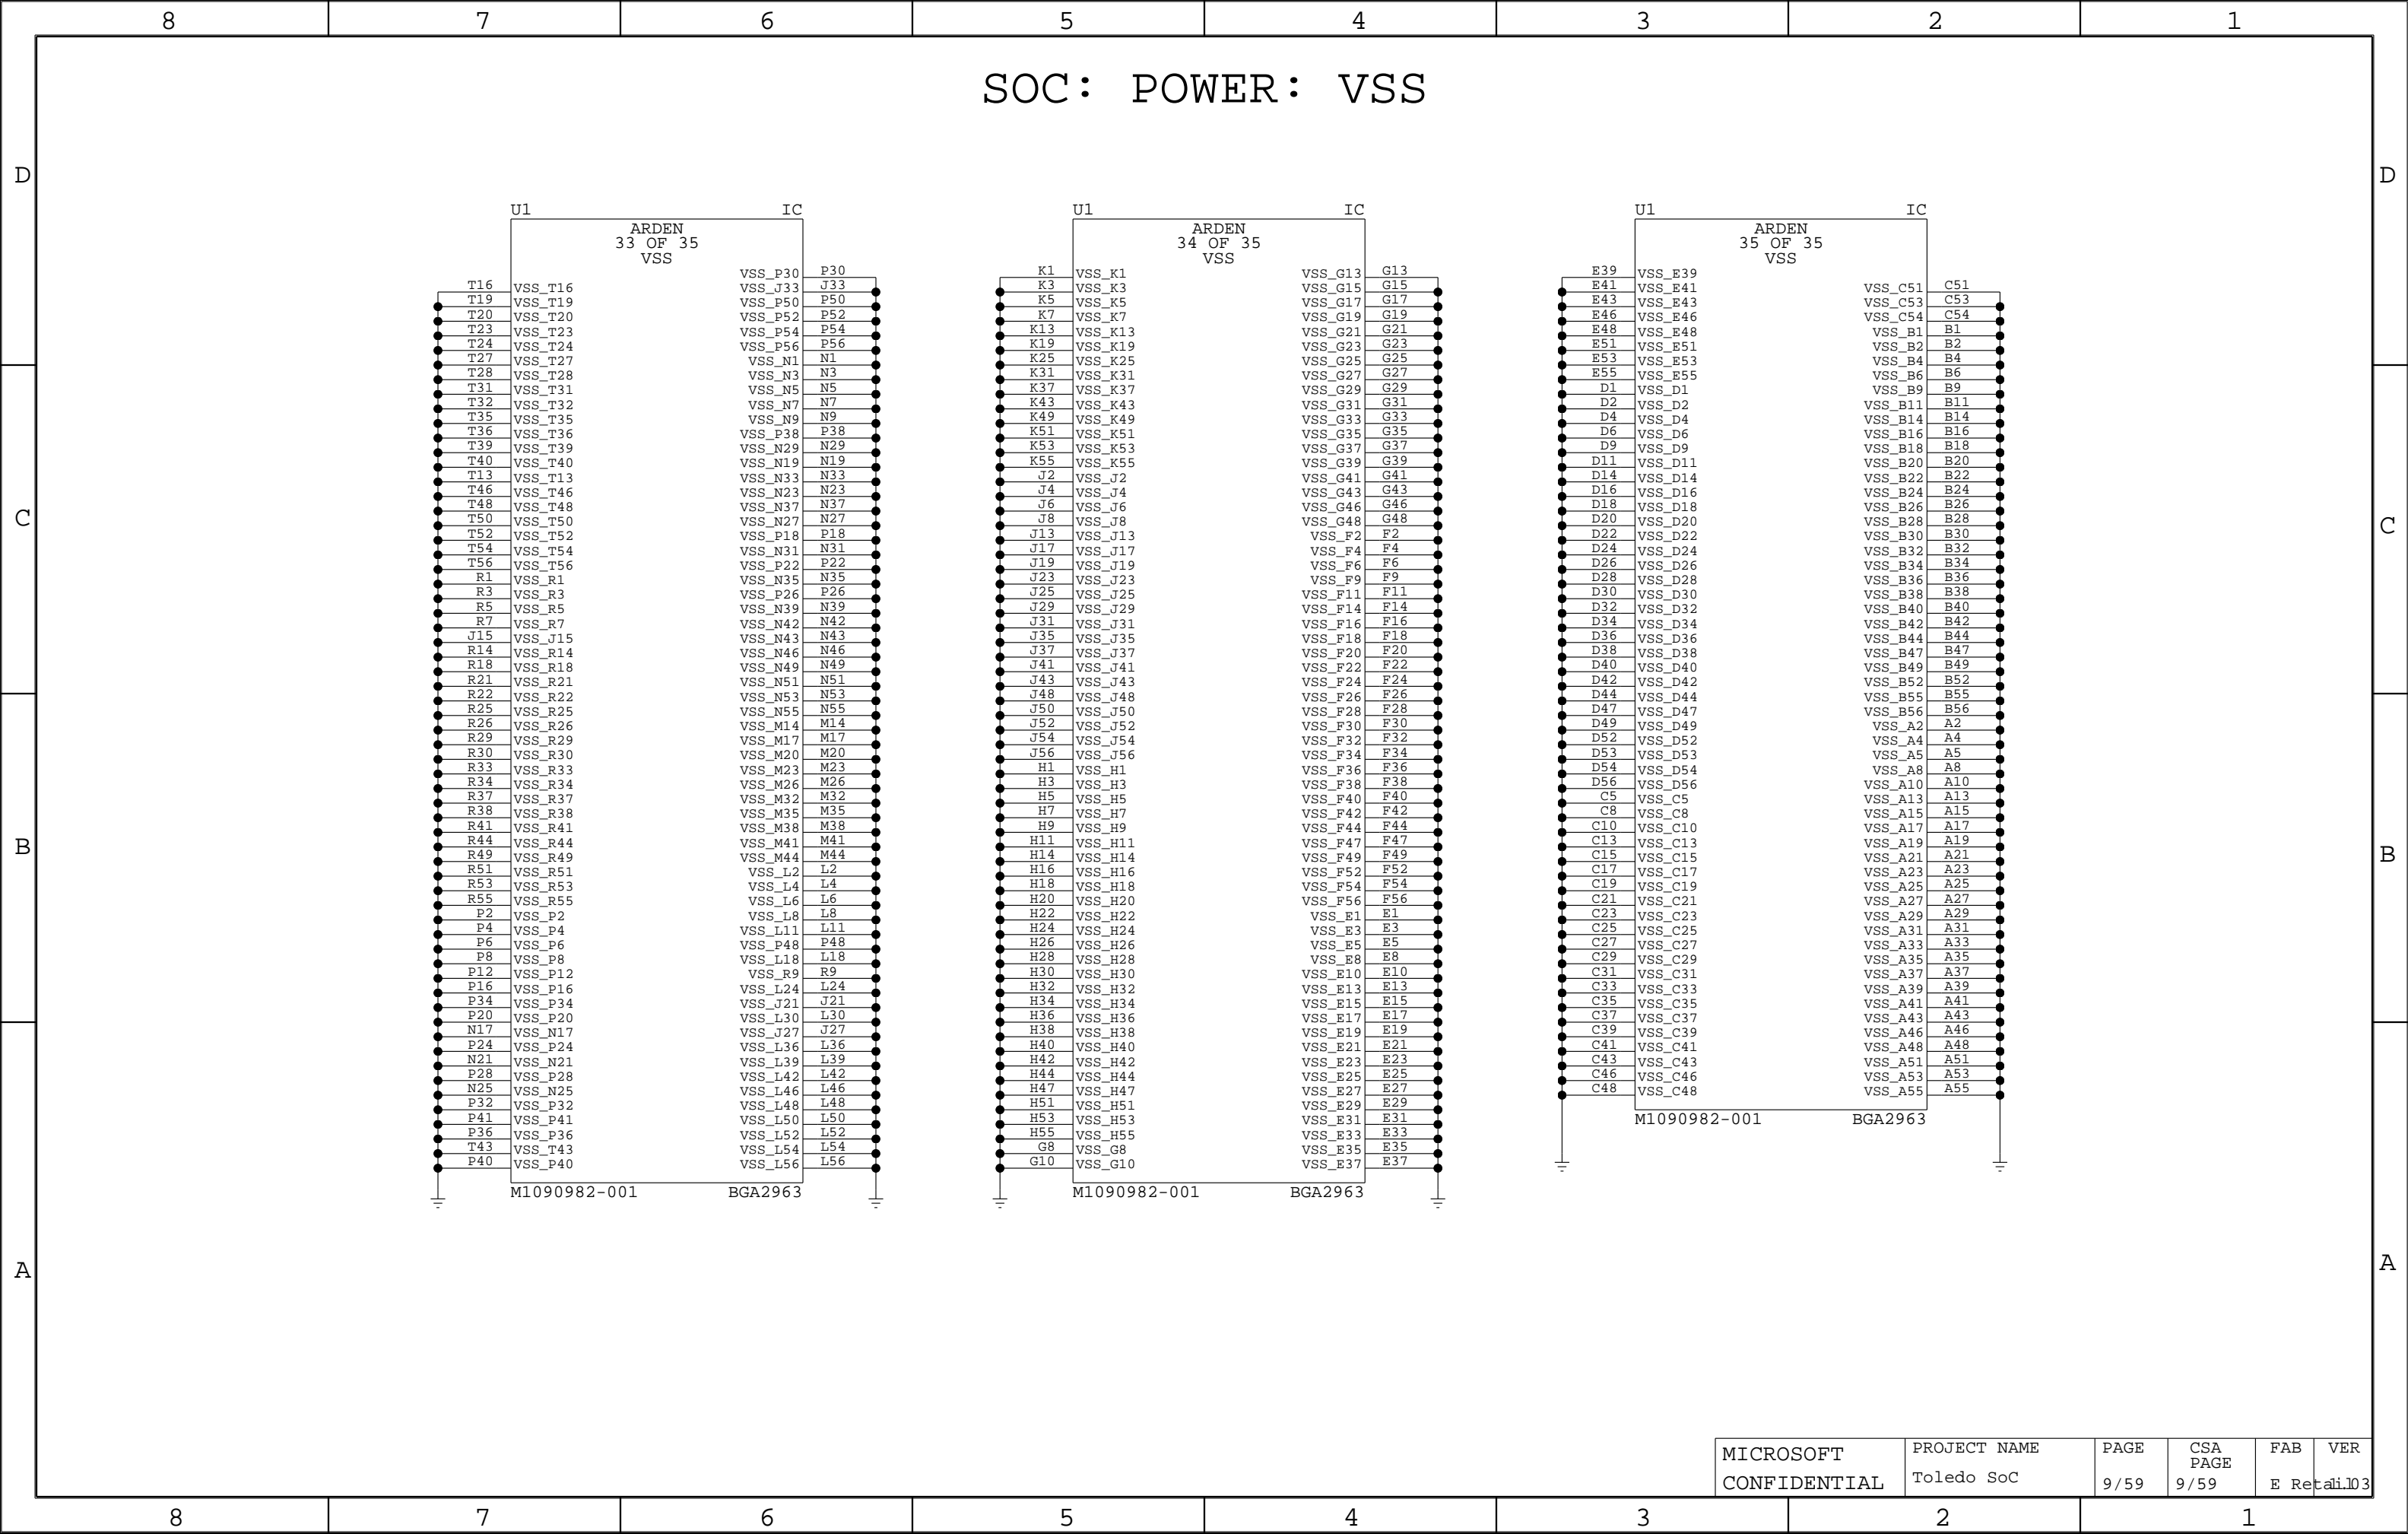 8 7 6 5 4 3 2 1
SOC: POWER: VSS
D D
C C
B B
A A
U1 IC
ARDEN
33 OF 35
VSS
VSS_P30 P30
T16 VSS_T16 VSS_J33 J33
T19 VSS_T19 VSS_P50 P50
T20 VSS_T20 VSS_P52 P52
T23 VSS_T23 VSS_P54 P54
T24 VSS_T24 VSS_P56 P56
T27 VSS_T27 VSS_N1 N1
T28 VSS_T28 VSS_N3 N3
T31 VSS_T31 VSS_N5 N5
T32 VSS_T32 VSS_N7 N7
T35 VSS_T35 VSS_N9 N9
T36 VSS_T36 VSS_P38 P38
T39 VSS_T39 VSS_N29 N29
T40 VSS_T40 VSS_N19 N19
T13 VSS_T13 VSS_N33 N33
T46 VSS_T46 VSS_N23 N23
T48 VSS_T48 VSS_N37 N37
T50 VSS_T50 VSS_N27 N27
T52 VSS_T52 VSS_P18 P18
T54 VSS_T54 VSS_N31 N31
T56 VSS_T56 VSS_P22 P22
R1 VSS_R1 VSS_N35 N35
R3 VSS_R3 VSS_P26 P26
R5 VSS_R5 VSS_N39 N39
R7 VSS_R7 VSS_N42 N42
J15 VSS_J15 VSS_N43 N43
R14 VSS_R14 VSS_N46 N46
R18 VSS_R18 VSS_N49 N49
R21 VSS_R21 VSS_N51 N51
R22 VSS_R22 VSS_N53 N53
R25 VSS_R25 VSS_N55 N55
R26 VSS_R26 VSS_M14 M14
R29 VSS_R29 VSS_M17 M17
R30 VSS_R30 VSS_M20 M20
R33 VSS_R33 VSS_M23 M23
R34 VSS_R34 VSS_M26 M26
R37 VSS_R37 VSS_M32 M32
R38 VSS_R38 VSS_M35 M35
R41 VSS_R41 VSS_M38 M38
R44 VSS_R44 VSS_M41 M41
R49 VSS_R49 VSS_M44 M44
R51 VSS_R51 VSS_L2 L2
R53 VSS_R53 VSS_L4 L4
R55 VSS_R55 VSS_L6 L6
P2 VSS_P2 VSS_L8 L8
P4 VSS_P4 VSS_L11 L11
P6 VSS_P6 VSS_P48 P48
P8 VSS_P8 VSS_L18 L18
P12 VSS_P12 VSS_R9 R9
P16 VSS_P16 VSS_L24 L24
P34 VSS_P34 VSS_J21 J21
P20 VSS_P20 VSS_L30 L30
N17 VSS_N17 VSS_J27 J27
P24 VSS_P24 VSS_L36 L36
N21 VSS_N21 VSS_L39 L39
P28 VSS_P28 VSS_L42 L42
N25 VSS_N25 VSS_L46 L46
P32 VSS_P32 VSS_L48 L48
P41 VSS_P41 VSS_L50 L50
P36 VSS_P36 VSS_L52 L52
T43 VSS_T43 VSS_L54 L54
P40 VSS_P40 VSS_L56 L56
M1090982-001 BGA2963
U1 IC
ARDEN
34 OF 35
VSS
K1 VSS_K1 VSS_G13 G13
K3 VSS_K3 VSS_G15 G15
K5 VSS_K5 VSS_G17 G17
K7 VSS_K7 VSS_G19 G19
K13 VSS_K13 VSS_G21 G21
K19 VSS_K19 VSS_G23 G23
K25 VSS_K25 VSS_G25 G25
K31 VSS_K31 VSS_G27 G27
K37 VSS_K37 VSS_G29 G29
K43 VSS_K43 VSS_G31 G31
K49 VSS_K49 VSS_G33 G33
K51 VSS_K51 VSS_G35 G35
K53 VSS_K53 VSS_G37 G37
K55 VSS_K55 VSS_G39 G39
J2 VSS_J2 VSS_G41 G41
J4 VSS_J4 VSS_G43 G43
J6 VSS_J6 VSS_G46 G46
J8 VSS_J8 VSS_G48 G48
J13 VSS_J13 VSS_F2 F2
J17 VSS_J17 VSS_F4 F4
J19 VSS_J19 VSS_F6 F6
J23 VSS_J23 VSS_F9 F9
J25 VSS_J25 VSS_F11 F11
J29 VSS_J29 VSS_F14 F14
J31 VSS_J31 VSS_F16 F16
J35 VSS_J35 VSS_F18 F18
J37 VSS_J37 VSS_F20 F20
J41 VSS_J41 VSS_F22 F22
J43 VSS_J43 VSS_F24 F24
J48 VSS_J48 VSS_F26 F26
J50 VSS_J50 VSS_F28 F28
J52 VSS_J52 VSS_F30 F30
J54 VSS_J54 VSS_F32 F32
J56 VSS_J56 VSS_F34 F34
H1 VSS_H1 VSS_F36 F36
H3 VSS_H3 VSS_F38 F38
H5 VSS_H5 VSS_F40 F40
H7 VSS_H7 VSS_F42 F42
H9 VSS_H9 VSS_F44 F44
H11 VSS_H11 VSS_F47 F47
H14 VSS_H14 VSS_F49 F49
H16 VSS_H16 VSS_F52 F52
H18 VSS_H18 VSS_F54 F54
H20 VSS_H20 VSS_F56 F56
H22 VSS_H22 VSS_E1 E1
H24 VSS_H24 VSS_E3 E3
H26 VSS_H26 VSS_E5 E5
H28 VSS_H28 VSS_E8 E8
H30 VSS_H30 VSS_E10 E10
H32 VSS_H32 VSS_E13 E13
H34 VSS_H34 VSS_E15 E15
H36 VSS_H36 VSS_E17 E17
H38 VSS_H38 VSS_E19 E19
H40 VSS_H40 VSS_E21 E21
H42 VSS_H42 VSS_E23 E23
H44 VSS_H44 VSS_E25 E25
H47 VSS_H47 VSS_E27 E27
H51 VSS_H51 VSS_E29 E29
H53 VSS_H53 VSS_E31 E31
H55 VSS_H55 VSS_E33 E33
G8 VSS_G8 VSS_E35 E35
G10 VSS_G10 VSS_E37 E37
M1090982-001 BGA2963
U1 IC
ARDEN
35 OF 35
VSS
E39 VSS_E39
E41 VSS_E41 VSS_C51 C51
E43 VSS_E43 VSS_C53 C53
E46 VSS_E46 VSS_C54 C54
E48 VSS_E48 VSS_B1 B1
E51 VSS_E51 VSS_B2 B2
E53 VSS_E53 VSS_B4 B4
E55 VSS_E55 VSS_B6 B6
D1 VSS_D1 VSS_B9 B9
D2 VSS_D2 VSS_B11 B11
D4 VSS_D4 VSS_B14 B14
D6 VSS_D6 VSS_B16 B16
D9 VSS_D9 VSS_B18 B18
D11 VSS_D11 VSS_B20 B20
D14 VSS_D14 VSS_B22 B22
D16 VSS_D16 VSS_B24 B24
D18 VSS_D18 VSS_B26 B26
D20 VSS_D20 VSS_B28 B28
D22 VSS_D22 VSS_B30 B30
D24 VSS_D24 VSS_B32 B32
D26 VSS_D26 VSS_B34 B34
D28 VSS_D28 VSS_B36 B36
D30 VSS_D30 VSS_B38 B38
D32 VSS_D32 VSS_B40 B40
D34 VSS_D34 VSS_B42 B42
D36 VSS_D36 VSS_B44 B44
D38 VSS_D38 VSS_B47 B47
D40 VSS_D40 VSS_B49 B49
D42 VSS_D42 VSS_B52 B52
D44 VSS_D44 VSS_B55 B55
D47 VSS_D47 VSS_B56 B56
D49 VSS_D49 VSS_A2 A2
D52 VSS_D52 VSS_A4 A4
D53 VSS_D53 VSS_A5 A5
D54 VSS_D54 VSS_A8 A8
D56 VSS_D56 VSS_A10 A10
C5 VSS_C5 VSS_A13 A13
C8 VSS_C8 VSS_A15 A15
C10 VSS_C10 VSS_A17 A17
C13 VSS_C13 VSS_A19 A19
C15 VSS_C15 VSS_A21 A21
C17 VSS_C17 VSS_A23 A23
C19 VSS_C19 VSS_A25 A25
C21 VSS_C21 VSS_A27 A27
C23 VSS_C23 VSS_A29 A29
C25 VSS_C25 VSS_A31 A31
C27 VSS_C27 VSS_A33 A33
C29 VSS_C29 VSS_A35 A35
C31 VSS_C31 VSS_A37 A37
C33 VSS_C33 VSS_A39 A39
C35 VSS_C35 VSS_A41 A41
C37 VSS_C37 VSS_A43 A43
C39 VSS_C39 VSS_A46 A46
C41 VSS_C41 VSS_A48 A48
C43 VSS_C43 VSS_A51 A51
C46 VSS_C46 VSS_A53 A53
C48 VSS_C48 VSS_A55 A55
M1090982-001 BGA2963
MICROSOFT
CONFIDENTIAL
PROJECT NAME
Toledo SoC
PAGE
9/59
CSA
PAGE
9/59
FAB
E Retail
VER
1.03
8 7 6 5 4 3 2 1